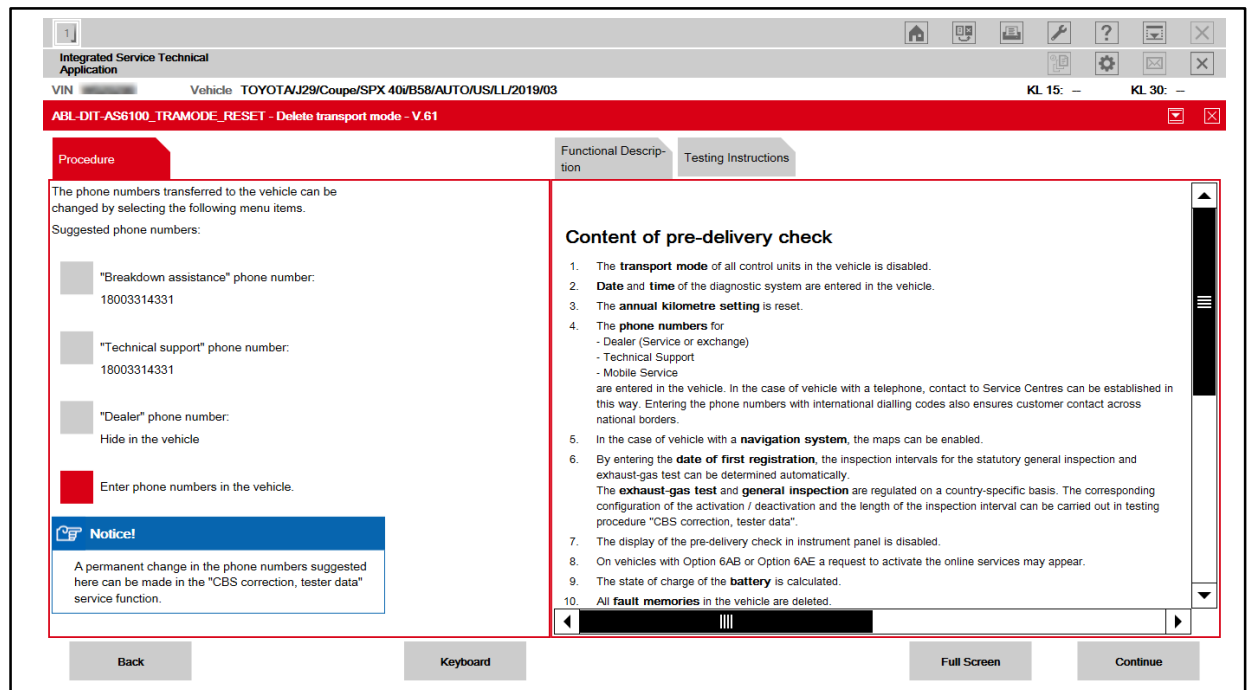 1
Integrated Service Technical
Application
VIN
Vehicle TOYOTA/J29/Coupe/SPX 40i/B58/AUTO/US/LL/2019/03
KL 15: --
KL 30: --
ABL-DIT-AS6100_TRAMODE_RESET - Delete transport mode - V.61
Procedure
The phone numbers transferred to the vehicle can be
changed by selecting the following menu items.
Suggested phone numbers:
"Breakdown assistance" phone number:
18003314331
"Technical support" phone number:
18003314331
"Dealer" phone number:
Hide in the vehicle
Enter phone numbers in the vehicle.
Notice!
A permanent change in the phone numbers suggested
here can be made in the "CBS correction, tester data"
service function.
Functional Descrip-
tion
Testing Instructions
Content of pre-delivery check
1. The transport mode of all control units in the vehicle is disabled.
2. Date and time of the diagnostic system are entered in the vehicle.
3. The annual kilometre setting is reset.
4. The phone numbers for
- Dealer (Service or exchange)
- Technical Support
- Mobile Service
are entered in the vehicle. In the case of vehicle with a telephone, contact to Service Centres can be established in
this way. Entering the phone numbers with international dialling codes also ensures customer contact across
national borders.
5. In the case of vehicle with a navigation system, the maps can be enabled.
6. By entering the date of first registration, the inspection intervals for the statutory general inspection and
exhaust-gas test can be determined automatically.
The exhaust-gas test and general inspection are regulated on a country-specific basis. The corresponding
configuration of the activation / deactivation and the length of the inspection interval can be carried out in testing
procedure "CBS correction, tester data".
7. The display of the pre-delivery check in instrument panel is disabled.
8. On vehicles with Option 6AB or Option 6AE a request to activate the online services may appear.
9. The state of charge of the battery is calculated.
10. All fault memories in the vehicle are deleted.
Back
Keyboard
Full Screen
Continue